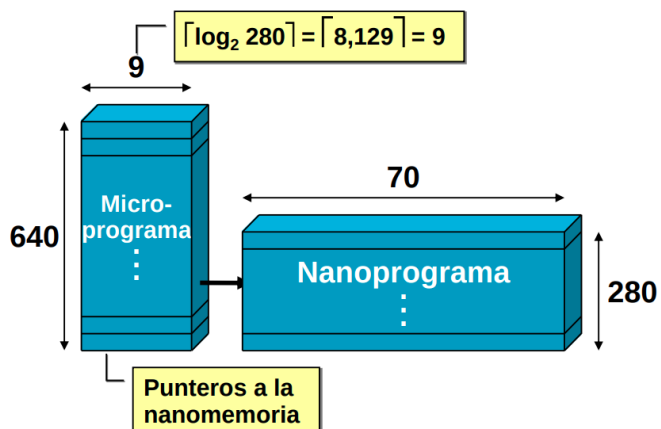 ⌈log₂ 280⌉ = ⌈8,129⌉ = 9
9
70
640
Micro-
programa
⋮
Nanoprograma
⋮
280
Punteros a la
nanomemoria